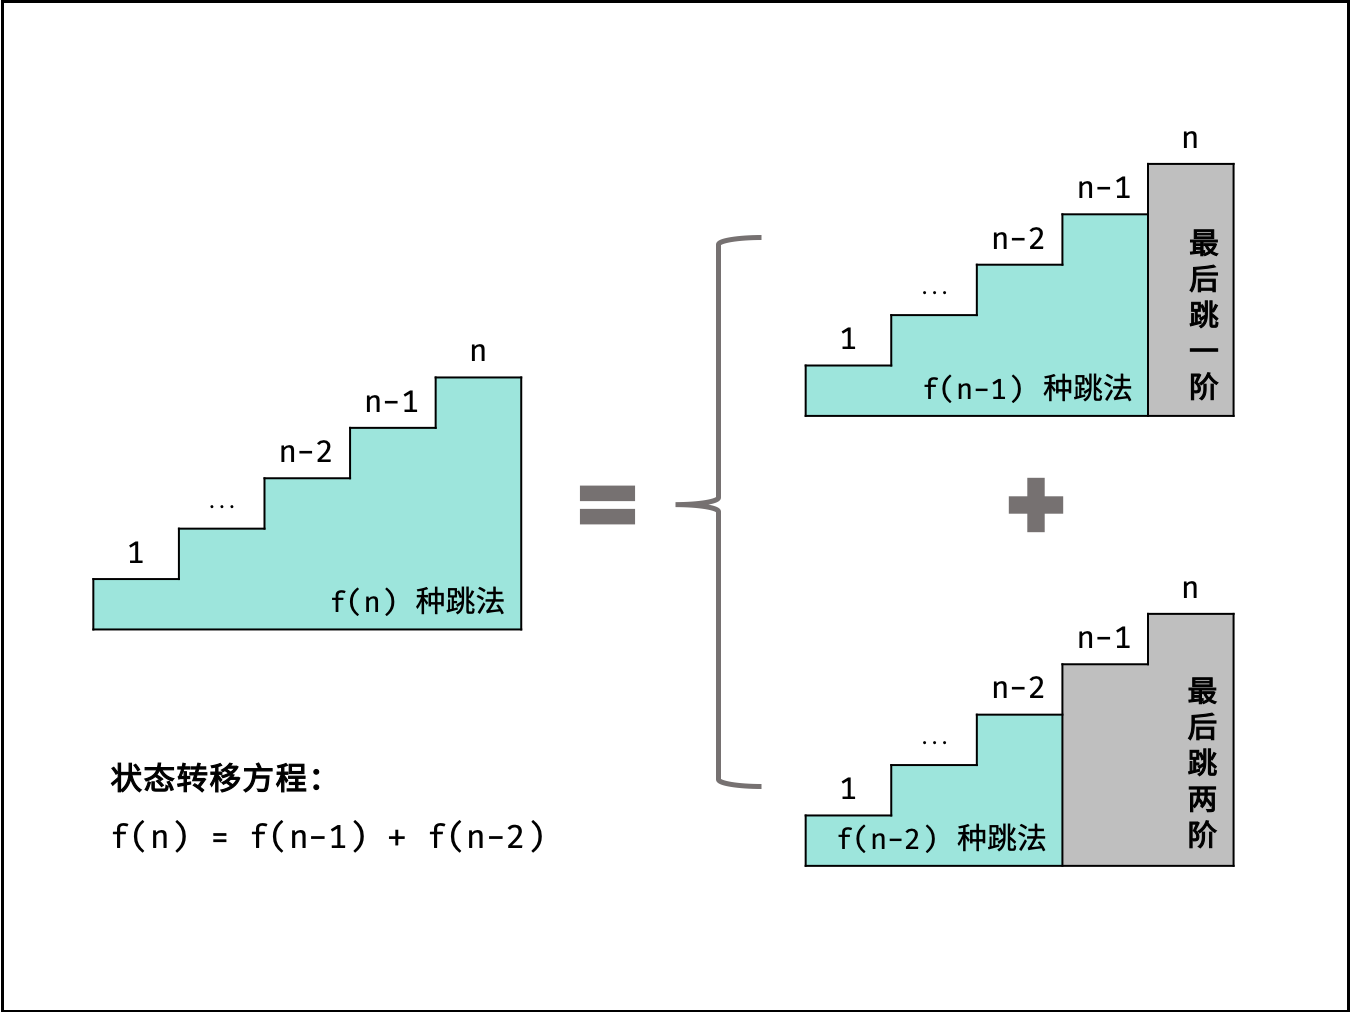 n
n-1
n-2
...
1
f(n) 种跳法
n
n-1
n-2
...
1
f(n-1) 种跳法
最后跳一阶
n
n-1
n-2
...
1
f(n-2) 种跳法
最后跳两阶
状态转移方程：
f(n) = f(n-1) + f(n-2)